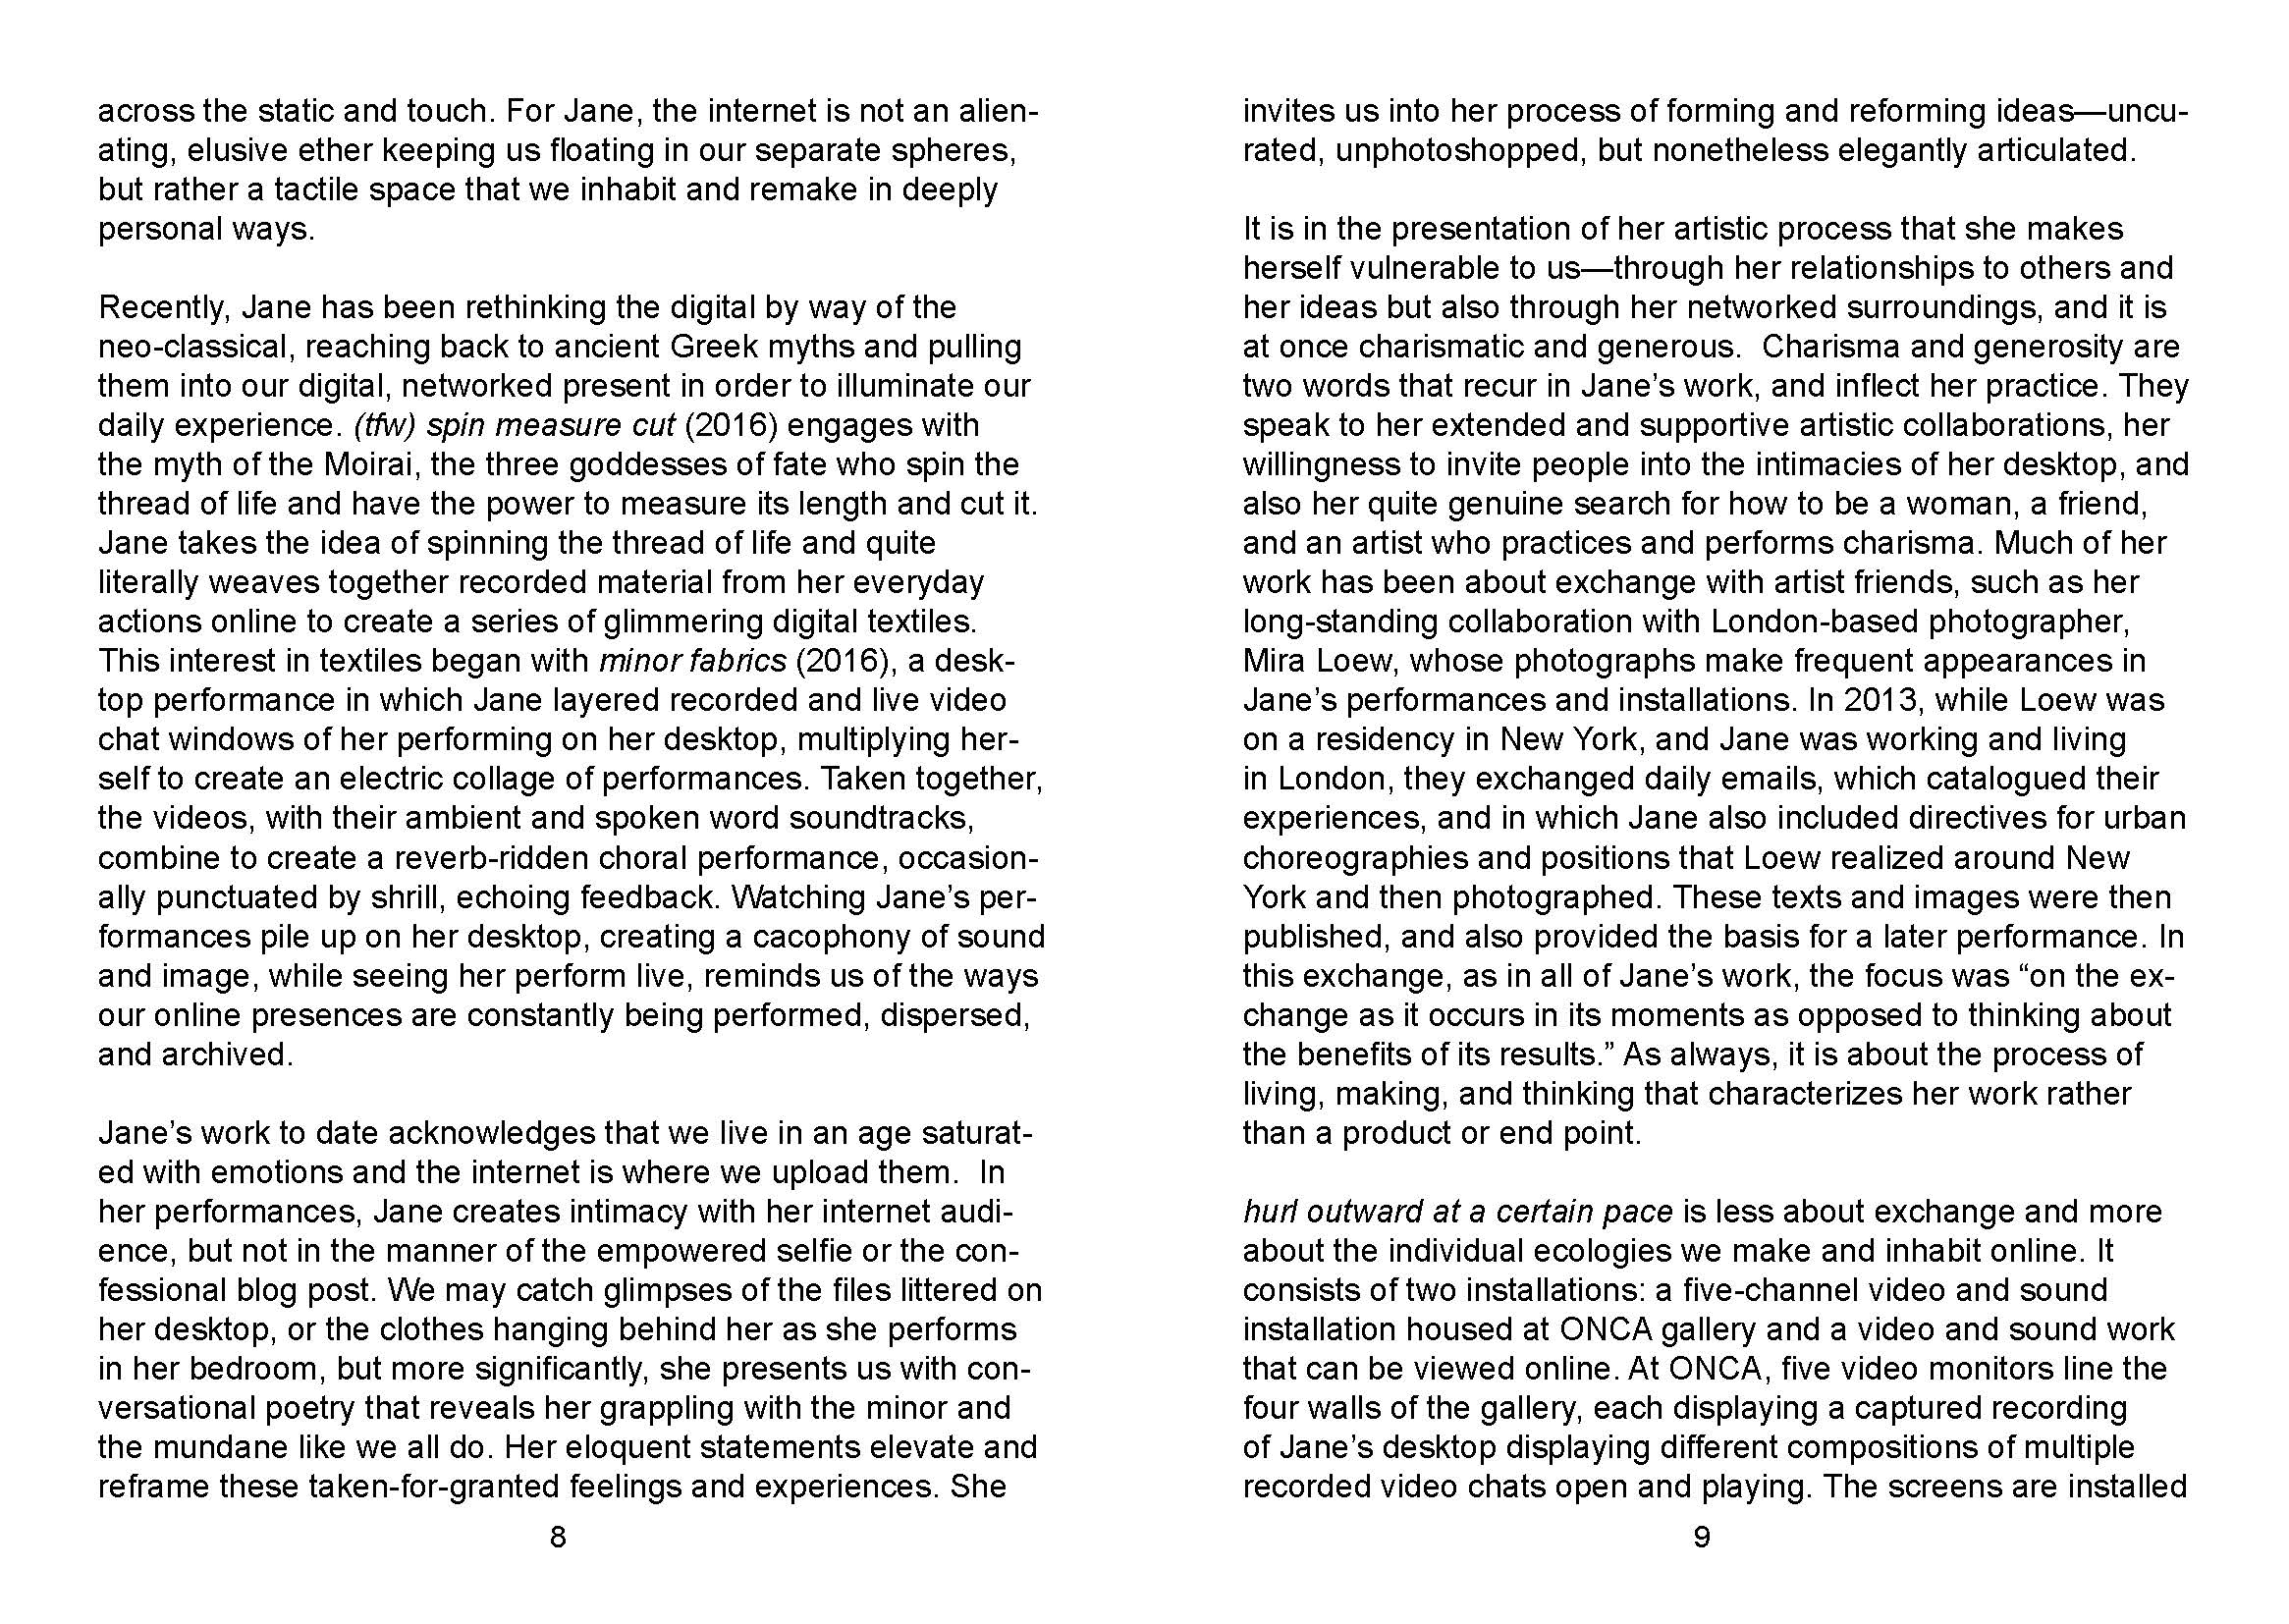 across the static and touch. For Jane, the internet is not an alien-
ating, elusive ether keeping us floating in our separate spheres,
but rather a tactile space that we inhabit and remake in deeply
personal ways.
Recently, Jane has been rethinking the digital by way of the
neo-classical, reaching back to ancient Greek myths and pulling
them into our digital, networked present in order to illuminate our
daily experience. (tfw) spin measure cut (2016) engages with
the myth of the Moirai, the three goddesses of fate who spin the
thread of life and have the power to measure its length and cut it.
Jane takes the idea of spinning the thread of life and quite
literally weaves together recorded material from her everyday
actions online to create a series of glimmering digital textiles.
This interest in textiles began with minor fabrics (2016), a desk-
top performance in which Jane layered recorded and live video
chat windows of her performing on her desktop, multiplying her-
self to create an electric collage of performances. Taken together,
the videos, with their ambient and spoken word soundtracks,
combine to create a reverb-ridden choral performance, occasion-
ally punctuated by shrill, echoing feedback. Watching Jane's per-
formances pile up on her desktop, creating a cacophony of sound
and image, while seeing her perform live, reminds us of the ways
our online presences are constantly being performed, dispersed,
and archived.
Jane's work to date acknowledges that we live in an age saturat-
ed with emotions and the internet is where we upload them.  In
her performances, Jane creates intimacy with her internet audi-
ence, but not in the manner of the empowered selfie or the con-
fessional blog post. We may catch glimpses of the files littered on
her desktop, or the clothes hanging behind her as she performs
in her bedroom, but more significantly, she presents us with con-
versational poetry that reveals her grappling with the minor and
the mundane like we all do. Her eloquent statements elevate and
reframe these taken-for-granted feelings and experiences. She
8
invites us into her process of forming and reforming ideas—uncu-
rated, unphotoshopped, but nonetheless elegantly articulated.
It is in the presentation of her artistic process that she makes
herself vulnerable to us—through her relationships to others and
her ideas but also through her networked surroundings, and it is
at once charismatic and generous.  Charisma and generosity are
two words that recur in Jane's work, and inflect her practice. They
speak to her extended and supportive artistic collaborations, her
willingness to invite people into the intimacies of her desktop, and
also her quite genuine search for how to be a woman, a friend,
and an artist who practices and performs charisma. Much of her
work has been about exchange with artist friends, such as her
long-standing collaboration with London-based photographer,
Mira Loew, whose photographs make frequent appearances in
Jane's performances and installations. In 2013, while Loew was
on a residency in New York, and Jane was working and living
in London, they exchanged daily emails, which catalogued their
experiences, and in which Jane also included directives for urban
choreographies and positions that Loew realized around New
York and then photographed. These texts and images were then
published, and also provided the basis for a later performance. In
this exchange, as in all of Jane's work, the focus was “on the ex-
change as it occurs in its moments as opposed to thinking about
the benefits of its results.” As always, it is about the process of
living, making, and thinking that characterizes her work rather
than a product or end point.
hurl outward at a certain pace is less about exchange and more
about the individual ecologies we make and inhabit online. It
consists of two installations: a five-channel video and sound
installation housed at ONCA gallery and a video and sound work
that can be viewed online. At ONCA, five video monitors line the
four walls of the gallery, each displaying a captured recording
of Jane's desktop displaying different compositions of multiple
recorded video chats open and playing. The screens are installed
9